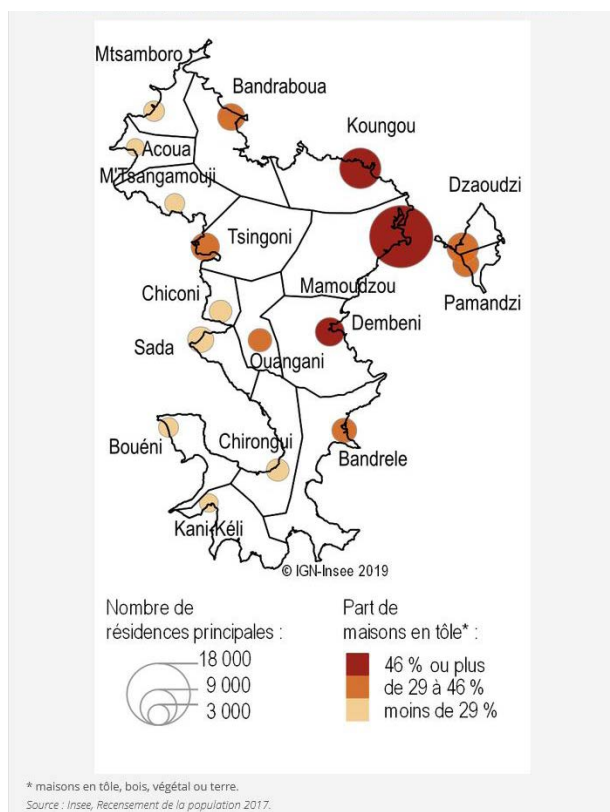 Mtsamboro
Bandraboua
Koungou
Acoua
Dzaoudzi
M'Tsangamouji
Tsingoni
Mamoudzou
Pamandzi
Chiconi
Dembeni
Sada
Ouangani
Chirongui
Bouéni
Bandrele
Kani-Kéli
© IGN-Insee 2019
Nombre de
résidences principales :
18 000
9 000
3 000
Part de
maisons en tôle* :
46 % ou plus
de 29 à 46 %
moins de 29 %
* maisons en tôle, bois, végétal ou terre.
Source : Insee, Recensement de la population 2017.